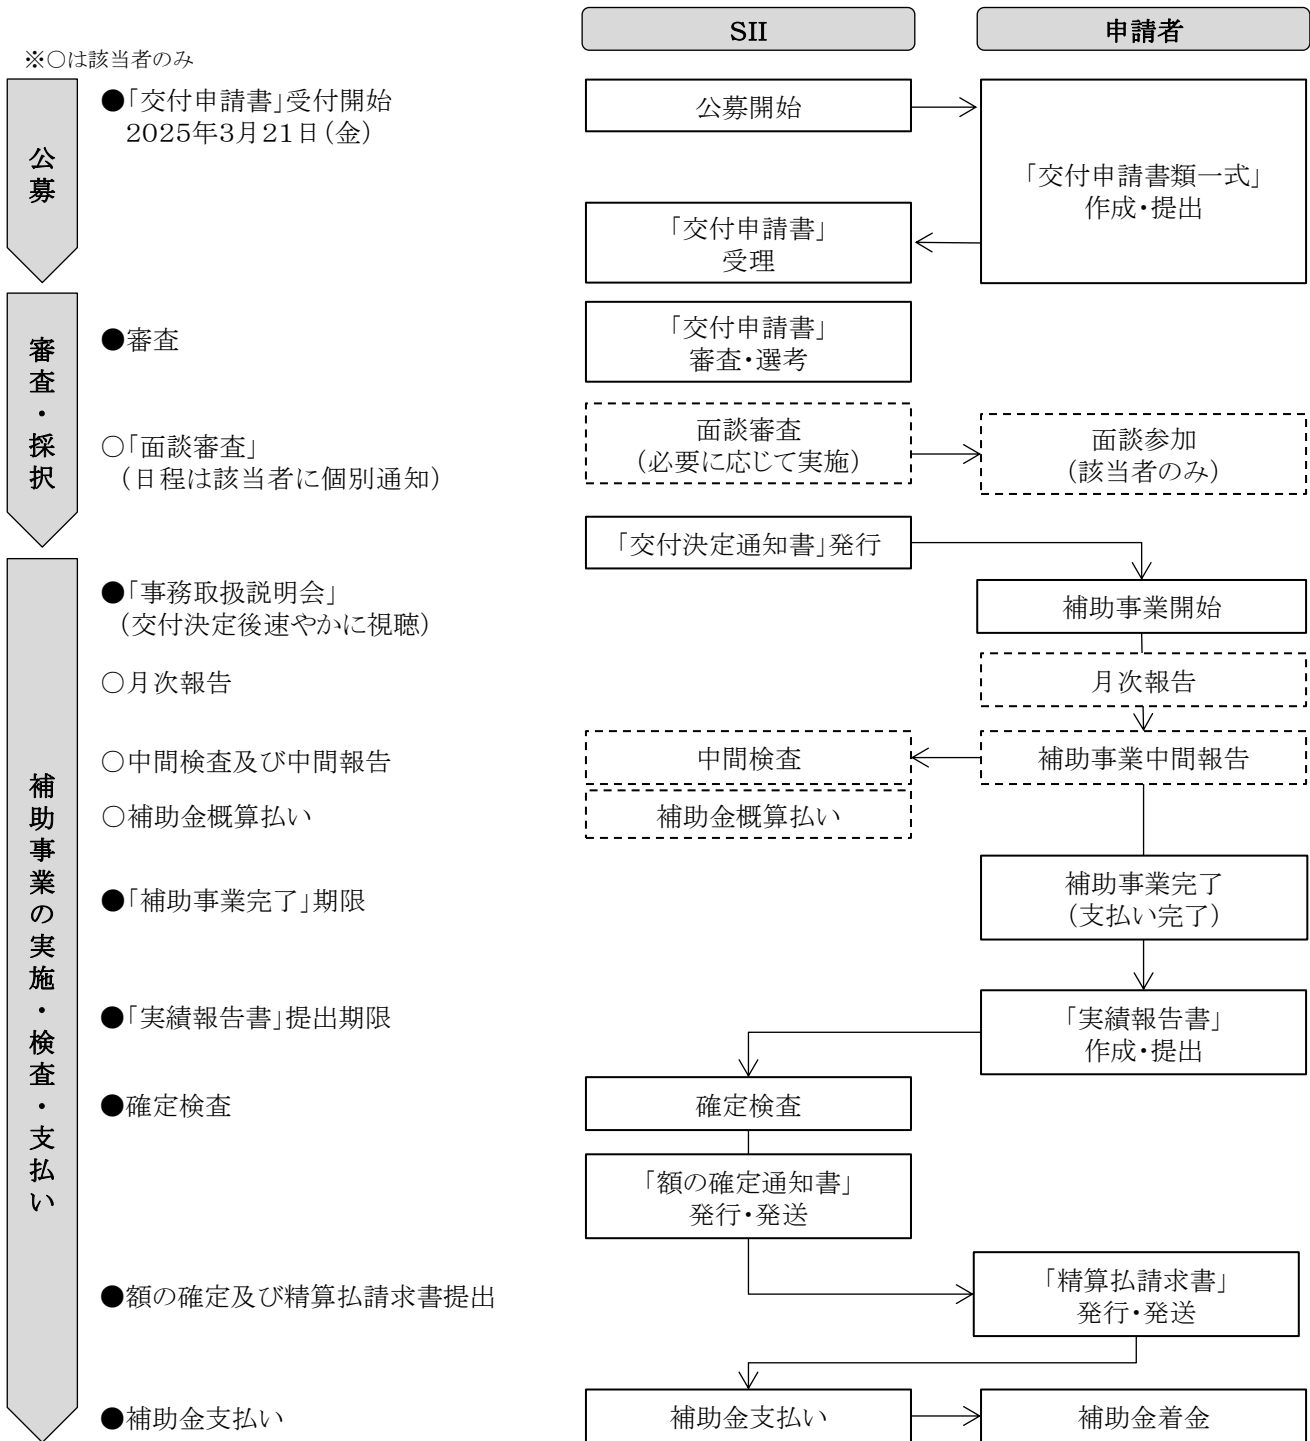 SII
申請者
※○は該当者のみ
公募
●「交付申請書」受付開始
2025年3月21日(金)
公募開始
「交付申請書類一式」
作成・提出
「交付申請書」
受理
審査・採択
●審査
「交付申請書」
審査・選考
○「面談審査」
(日程は該当者に個別通知)
面談審査
(必要に応じて実施)
面談参加
(該当者のみ)
「交付決定通知書」発行
補助事業の実施・検査・支払い
●「事務取扱説明会」
(交付決定後速やかに視聴)
補助事業開始
○月次報告
月次報告
○中間検査及び中間報告
中間検査
補助事業中間報告
○補助金概算払い
補助金概算払い
●「補助事業完了」期限
補助事業完了
(支払い完了)
●「実績報告書」提出期限
「実績報告書」
作成・提出
●確定検査
確定検査
「額の確定通知書」
発行・発送
●額の確定及び精算払請求書提出
「精算払請求書」
発行・発送
●補助金支払い
補助金支払い
補助金着金